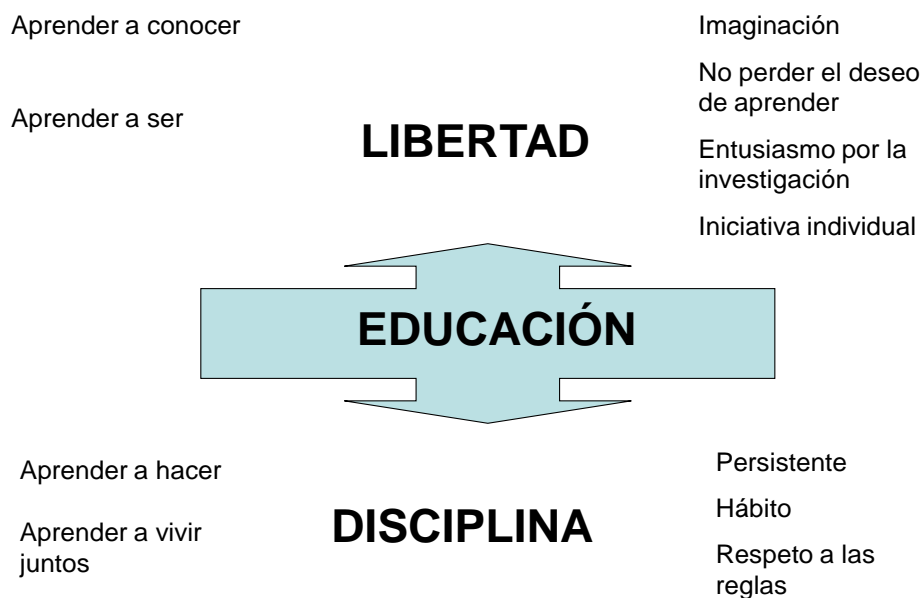 Aprender a conocer
Aprender a ser
LIBERTAD
Imaginación
No perder el deseo
de aprender
Entusiasmo por la
investigación
Iniciativa individual
EDUCACIÓN
Aprender a hacer
Aprender a vivir
juntos
DISCIPLINA
Persistente
Hábito
Respeto a las
reglas